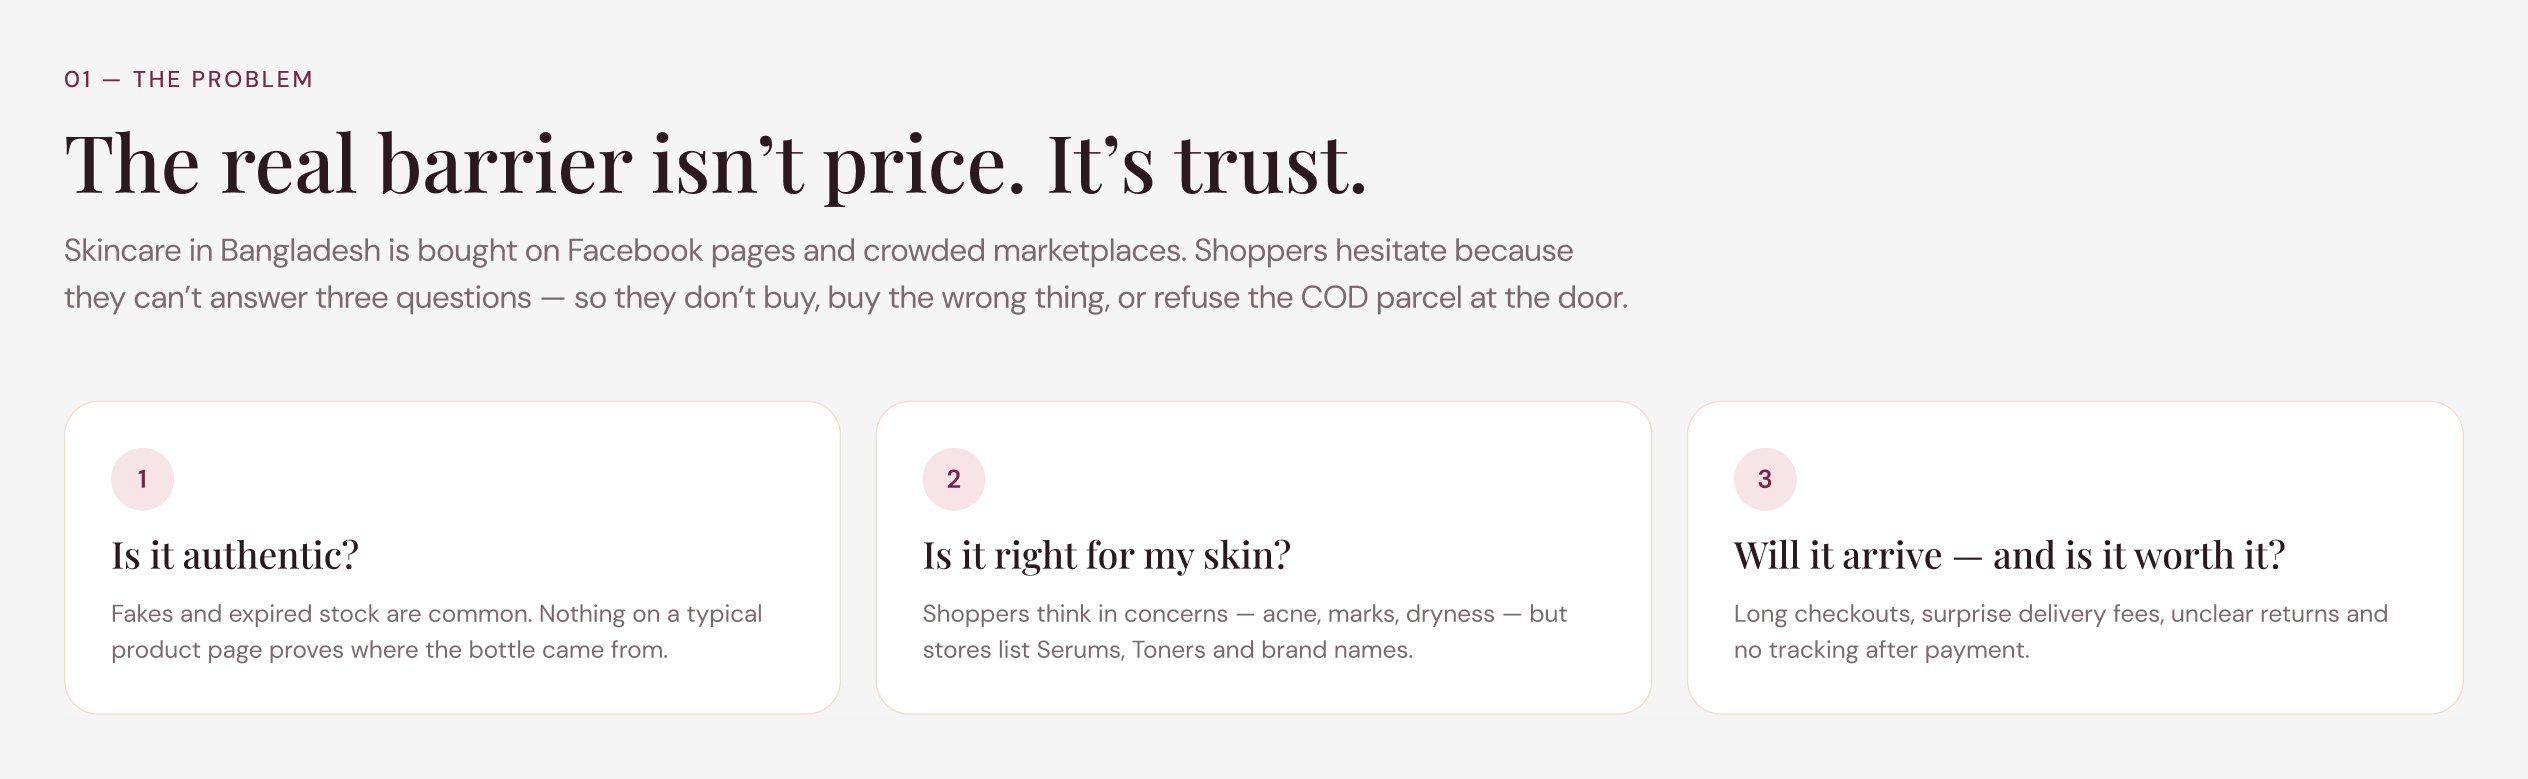 01 — THE PROBLEM
The real barrier isn’t price. It’s trust.
Skincare in Bangladesh is bought on Facebook pages and crowded marketplaces. Shoppers hesitate because
they can’t answer three questions — so they don’t buy, buy the wrong thing, or refuse the COD parcel at the door.
1
Is it authentic?
Fakes and expired stock are common. Nothing on a typical
product page proves where the bottle came from.
2
Is it right for my skin?
Shoppers think in concerns — acne, marks, dryness — but
stores list Serums, Toners and brand names.
3
Will it arrive — and is it worth it?
Long checkouts, surprise delivery fees, unclear returns and
no tracking after payment.